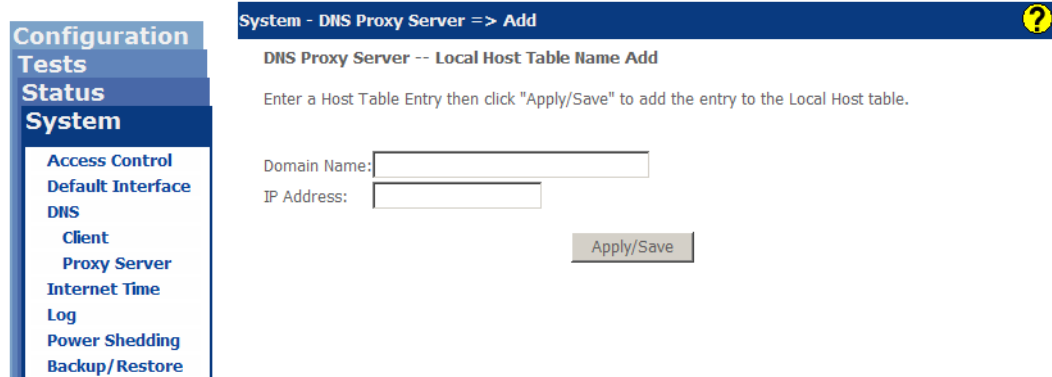 Configuration
Tests
Status
System
Access Control
Default Interface
DNS
Client
Proxy Server
Internet Time
Log
Power Shedding
Backup/Restore
System - DNS Proxy Server => Add
?
DNS Proxy Server -- Local Host Table Name Add
Enter a Host Table Entry then click "Apply/Save" to add the entry to the Local Host table.
Domain Name:
IP Address:
Apply/Save